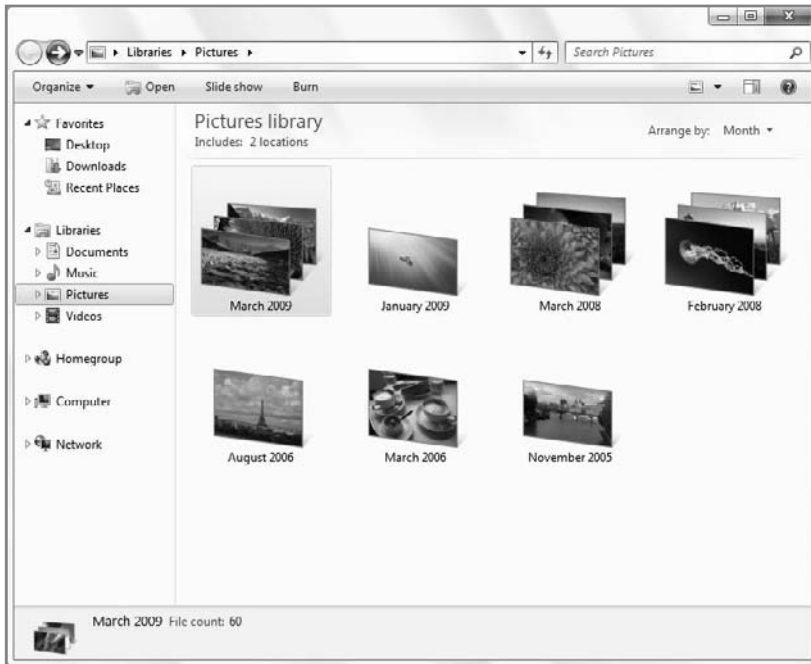 Libraries Pictures
Search Pictures
Organize Open Slide show Burn
Favorites
Desktop
Downloads
Recent Places
Libraries
Documents
Music
Pictures
Videos
Homegroup
Computer
Network
Pictures library
Includes: 2 locations
Arrange by: Month
March 2009 January 2009 March 2008 February 2008
August 2006 March 2006 November 2005
March 2009 File count: 60